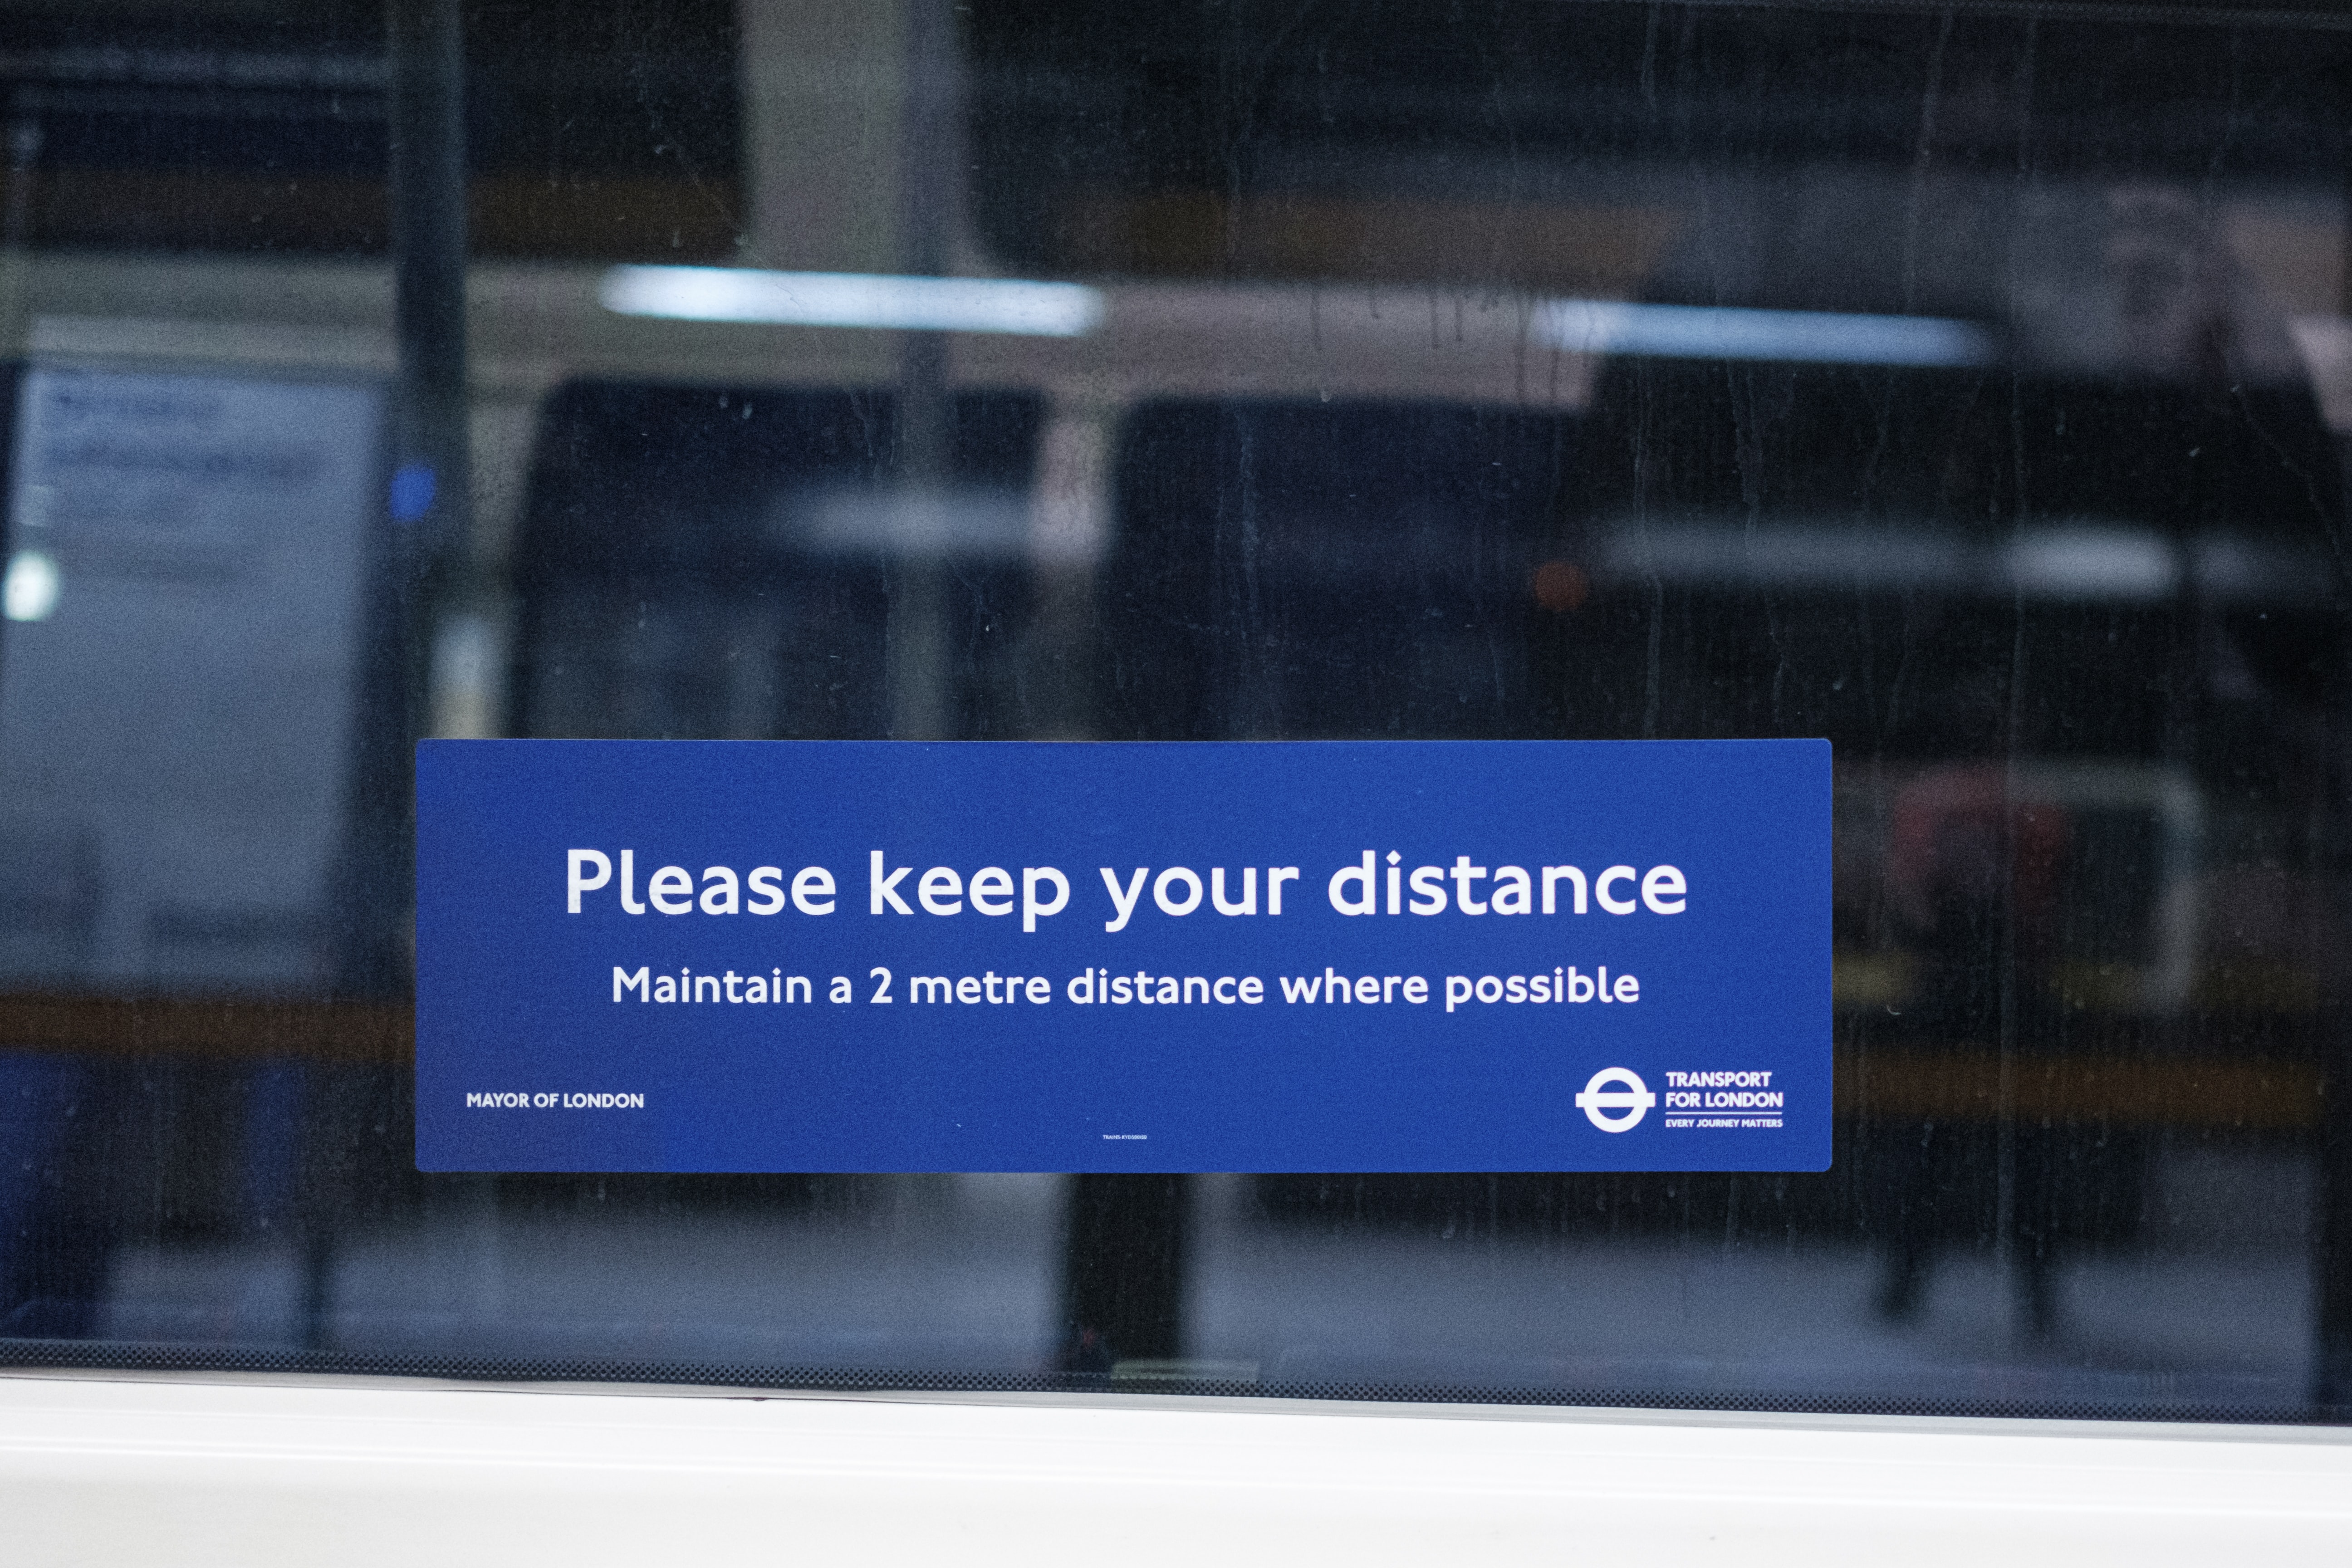 Please keep your distance
Maintain a 2 metre distance where possible
MAYOR OF LONDON
TRANSPORT
FOR LONDON
EVERY JOURNEY MATTERS